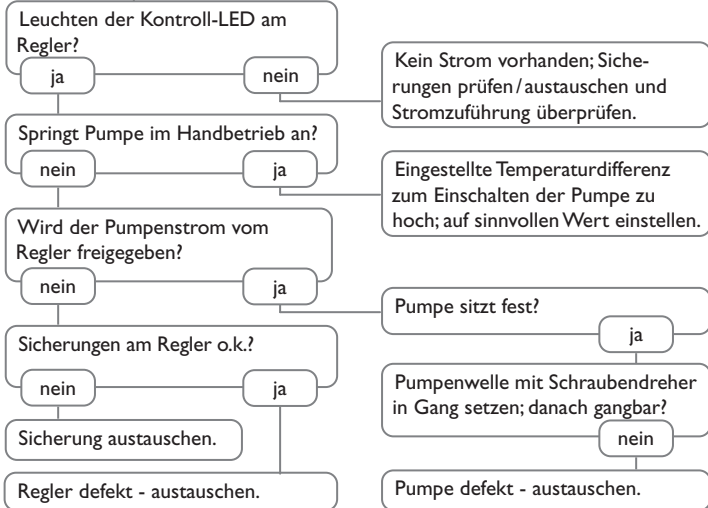 Leuchten der Kontroll-LED am
Regler?
ja
nein
Kein Strom vorhanden; Siche-
rungen prüfen/austauschen und
Stromzuführung überprüfen.
Springt Pumpe im Handbetrieb an?
nein
ja
Eingestellte Temperaturdifferenz
zum Einschalten der Pumpe zu
hoch; auf sinnvollen Wert einstellen.
Wird der Pumpenstrom vom
Regler freigegeben?
nein
ja
Pumpe sitzt fest?
ja
Sicherungen am Regler o.k.?
nein
ja
Pumpenwelle mit Schraubendreher
in Gang setzen; danach gangbar?
nein
Sicherung austauschen.
Regler defekt - austauschen.
Pumpe defekt - austauschen.